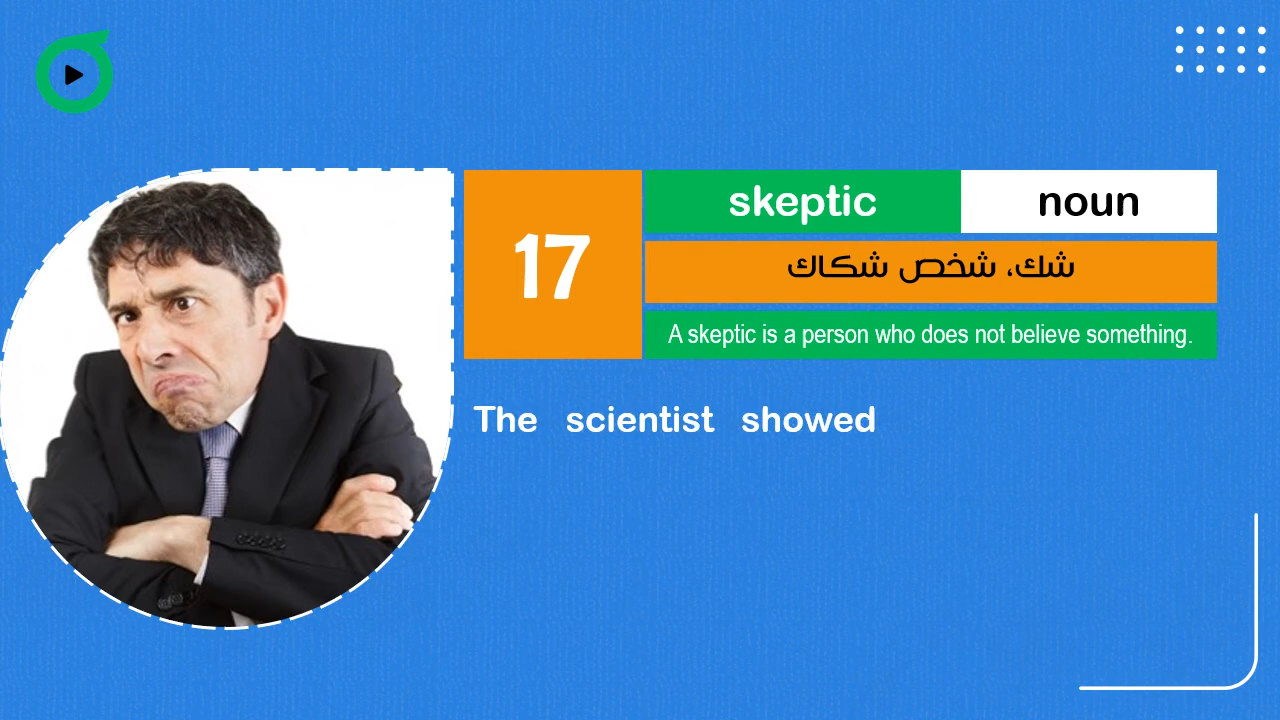 17
skeptic noun
شك، شخص شكاك
A skeptic is a person who does not believe something.
The scientist showed